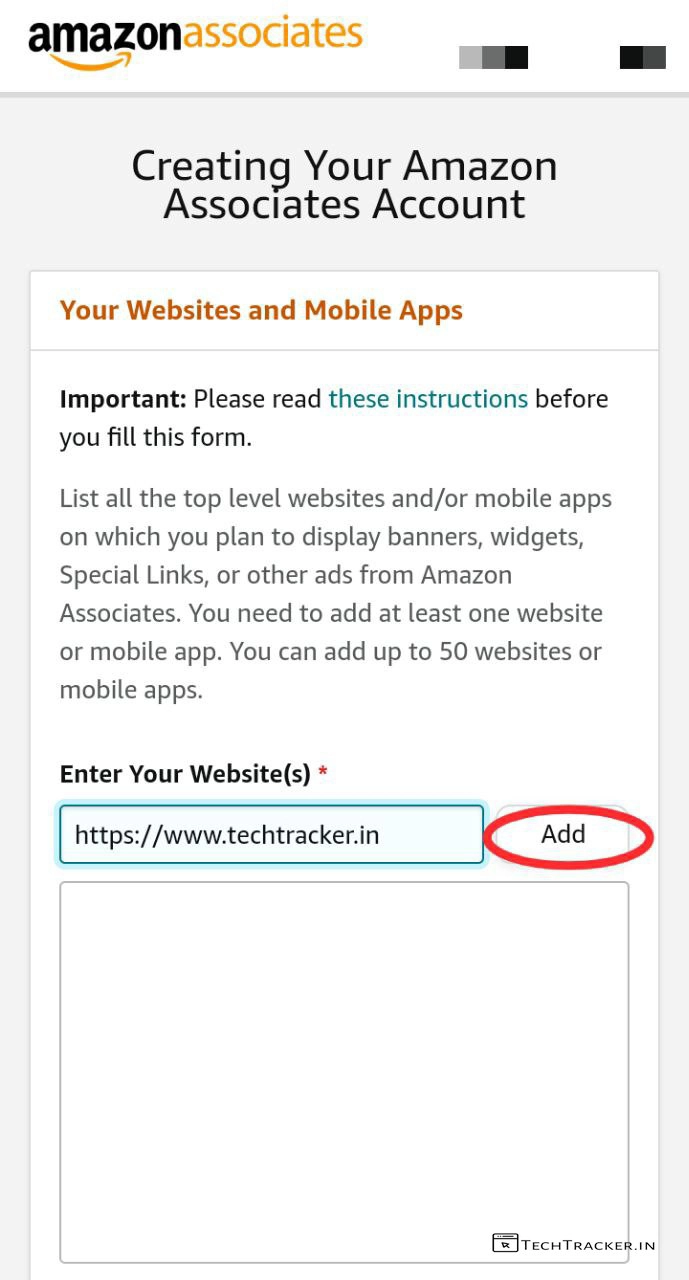 amazonassociates
Creating Your Amazon
Associates Account
Your Websites and Mobile Apps
Important: Please read these instructions before
you fill this form.
List all the top level websites and/or mobile apps
on which you plan to display banners, widgets,
Special Links, or other ads from Amazon
Associates. You need to add at least one website
or mobile app. You can add up to 50 websites or
mobile apps.
Enter Your Website(s) *
https://www.techtracker.in
Add
TECHTRACKER.IN